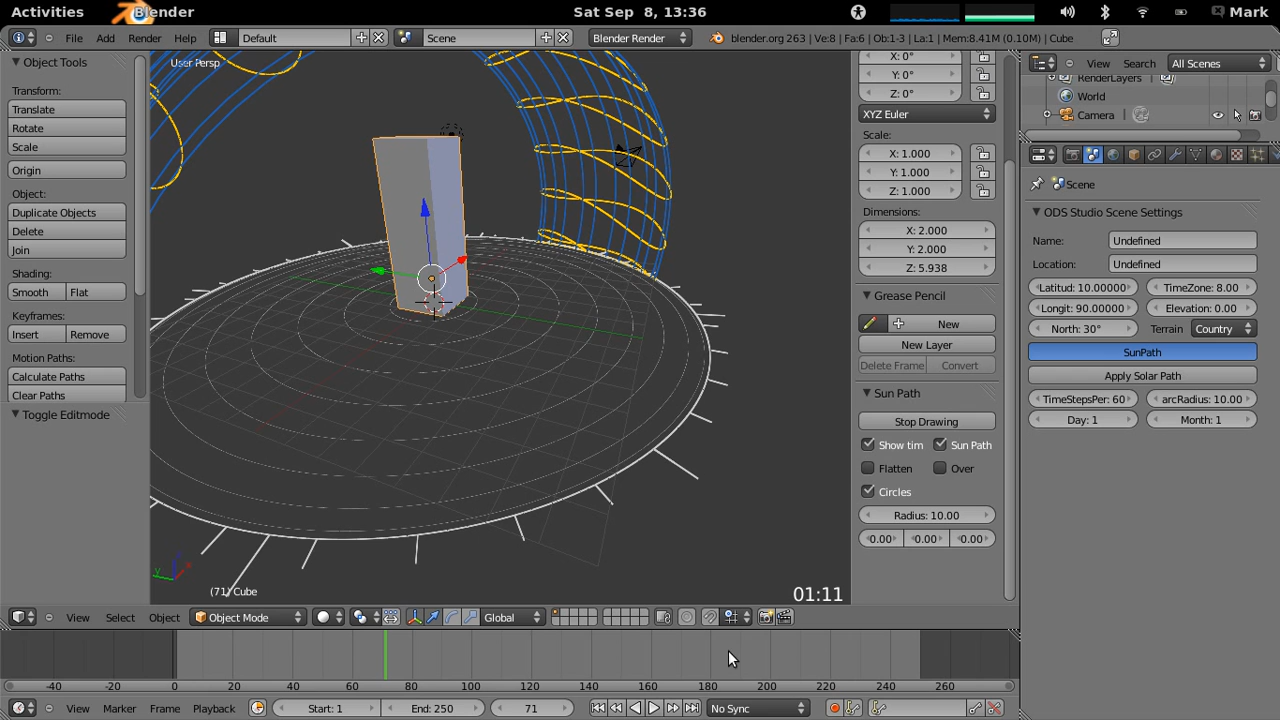 Activities Blender Sat Sep 8, 13:36 Mark
File Add Render Help Default Scene Blender Render blender.org 263 | Ve:8 | Fa:6 | Ob:1-3 | La:1 | Mem:8.41M (0.10M) | Cube View Search All Scenes
Object Tools
Transform:
Translate
Rotate
Scale
Origin
Object:
Duplicate Objects
Delete
Join
Shading:
Smooth Flat
Keyframes:
Insert Remove
Motion Paths:
Calculate Paths
Clear Paths
Toggle Editmode
User Persp
y
x
(71) Cube
01:11
X: 0°
Y: 0°
Z: 0°
XYZ Euler
Scale:
X: 1.000
Y: 1.000
Z: 1.000
Dimensions:
X: 2.000
Y: 2.000
Z: 5.938
Grease Pencil
New
New Layer
Delete Frame Convert
Sun Path
Stop Drawing
Show tim Sun Path
Flatten Over
Circles
Radius: 10.00
0.00 0.00 0.00
RenderLayers
World
Camera
Scene
ODS Studio Scene Settings
Name: Undefined
Location: Undefined
Latitud: 10.00000 TimeZone: 8.00
Longit: 90.00000 Elevation: 0.00
North: 30° Terrain Country
SunPath
Apply Solar Path
TimeStepsPer: 60 arcRadius: 10.00
Day: 1 Month: 1
View Select Object Object Mode Global
-40 -20 0 20 40 60 80 100 120 140 160 180 200 220 240 260
View Marker Frame Playback Start: 1 End: 250 71 No Sync